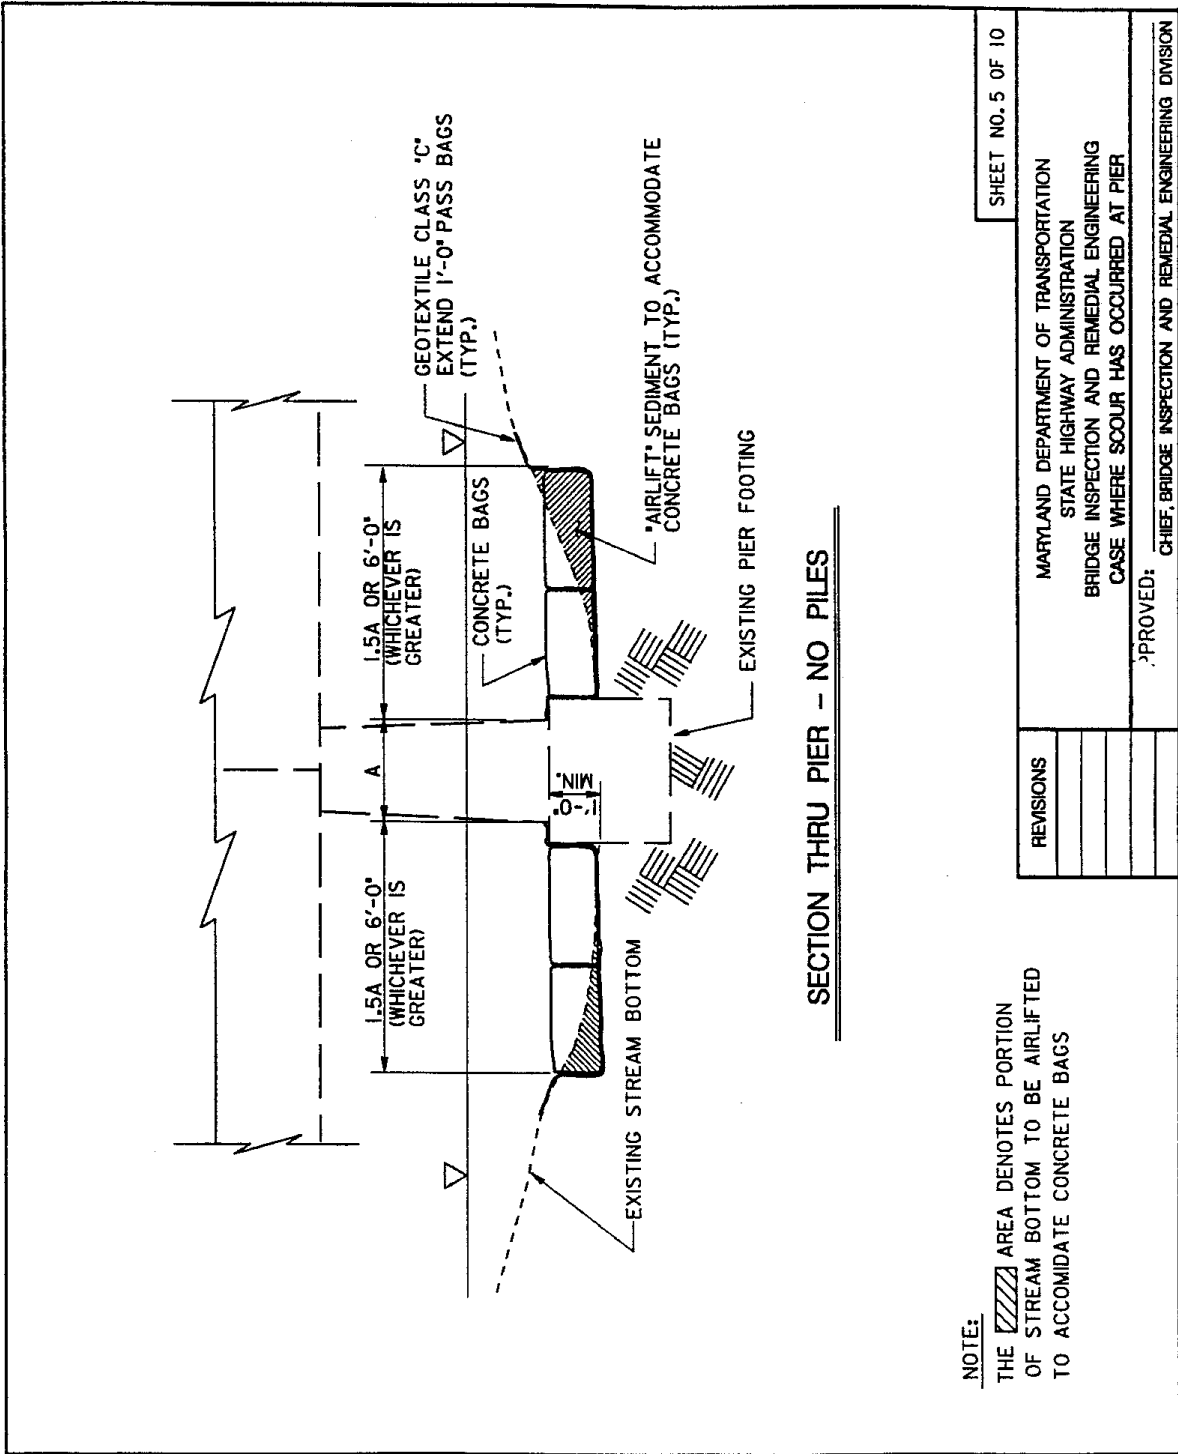 1.5A OR 6'-0"
(WHICHEVER IS
GREATER)
A
1.5A OR 6'-0"
(WHICHEVER IS
GREATER)
GEOTEXTILE CLASS "C"
EXTEND 1'-0" PASS BAGS
(TYP.)
CONCRETE BAGS
(TYP.)
1'-0"
MIN.
"AIRLIFT" SEDIMENT TO ACCOMMODATE
CONCRETE BAGS (TYP.)
EXISTING STREAM BOTTOM
EXISTING PIER FOOTING
SECTION THRU PIER - NO PILES
NOTE:
THE AREA DENOTES PORTION
OF STREAM BOTTOM TO BE AIRLIFTED
TO ACCOMIDATE CONCRETE BAGS
SHEET NO. 5 OF 10
REVISIONS
MARYLAND DEPARTMENT OF TRANSPORTATION
STATE HIGHWAY ADMINISTRATION
BRIDGE INSPECTION AND REMEDIAL ENGINEERING
CASE WHERE SCOUR HAS OCCURRED AT PIER
PPROVED:
CHIEF, BRIDGE INSPECTION AND REMEDIAL ENGINEERING DIVISION